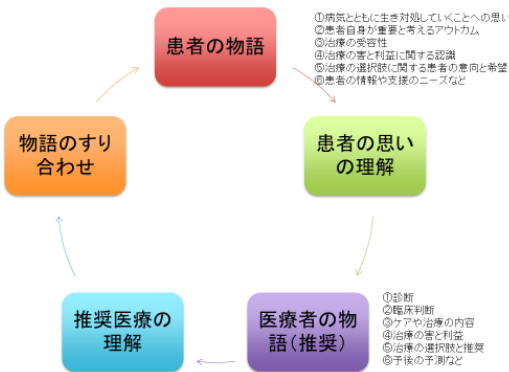 患者の物語
①病気とともに生き対処していくことへの思い
②患者自身が重要と考えるアウトカム
③治療の受容性
④治療の害と利益に関する認識
⑤治療の選択肢に関する患者の意向と希望
⑥患者の情報や支援のニーズなど
患者の思い
の理解
医療者の物
語(推奨)
①診断
②臨床判断
③ケアや治療の内容
④治療の害と利益
⑤治療の選択肢と推奨
⑥予後の予測など
推奨医療の
理解
物語のすり
合わせ